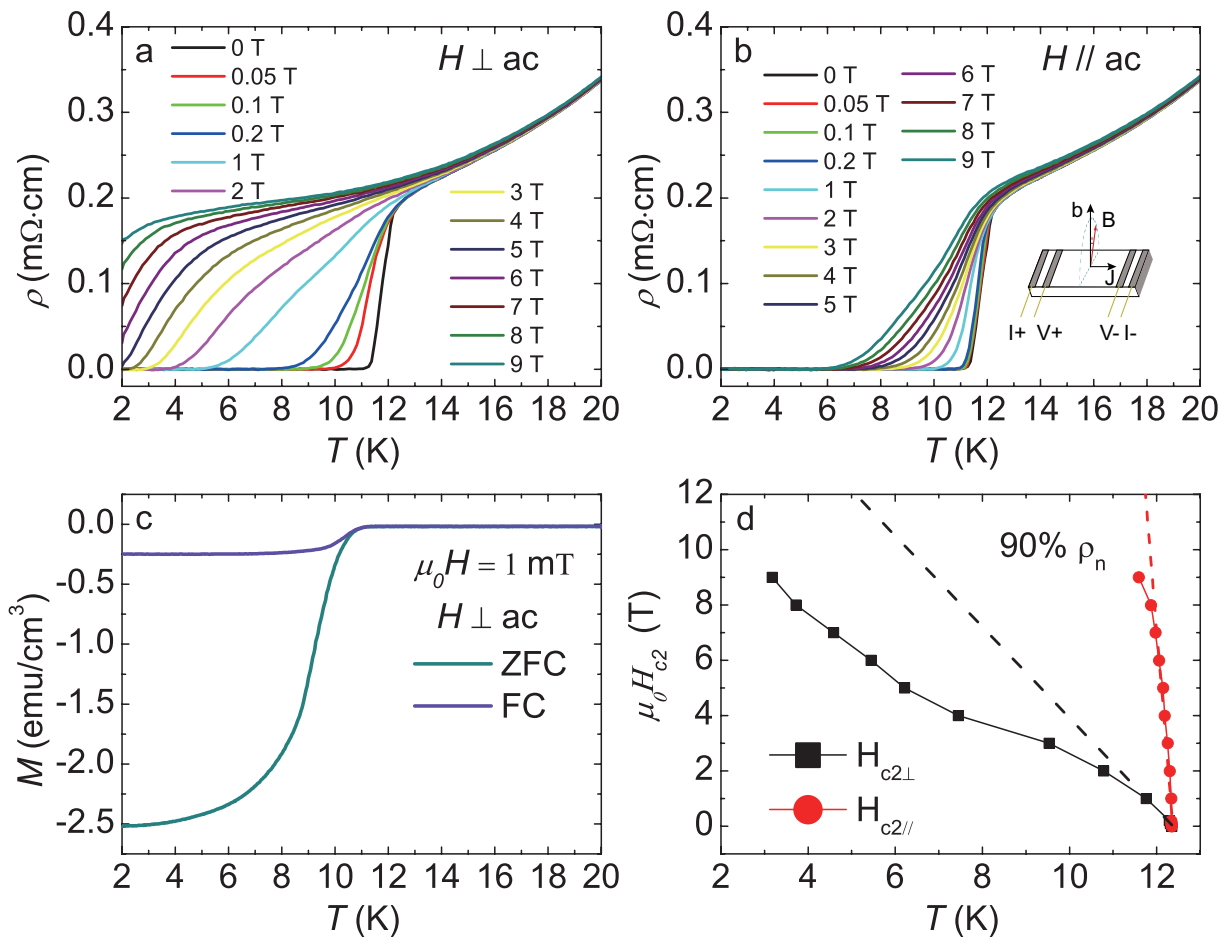 a
H ⊥ ac
0 T
0.05 T
0.1 T
0.2 T
1 T
2 T
3 T
4 T
5 T
6 T
7 T
8 T
9 T
0.4
0.3
0.2
0.1
0.0
ρ (mΩ·cm)
2 4 6 8 10 12 14 16 18 20
T (K)
b
H // ac
0 T
0.05 T
0.1 T
0.2 T
1 T
2 T
3 T
4 T
5 T
6 T
7 T
8 T
9 T
b
B
J
I+ V+ V- I-
0.4
0.3
0.2
0.1
0.0
ρ (mΩ·cm)
2 4 6 8 10 12 14 16 18 20
T (K)
c
μ₀H = 1 mT
H ⊥ ac
ZFC
FC
0.0
-0.5
-1.0
-1.5
-2.0
-2.5
M (emu/cm³)
2 4 6 8 10 12 14 16 18 20
T (K)
d
90% ρn
Hc2⊥
Hc2//
12
10
8
6
4
2
0
μ₀Hc2 (T)
2 4 6 8 10 12
T (K)